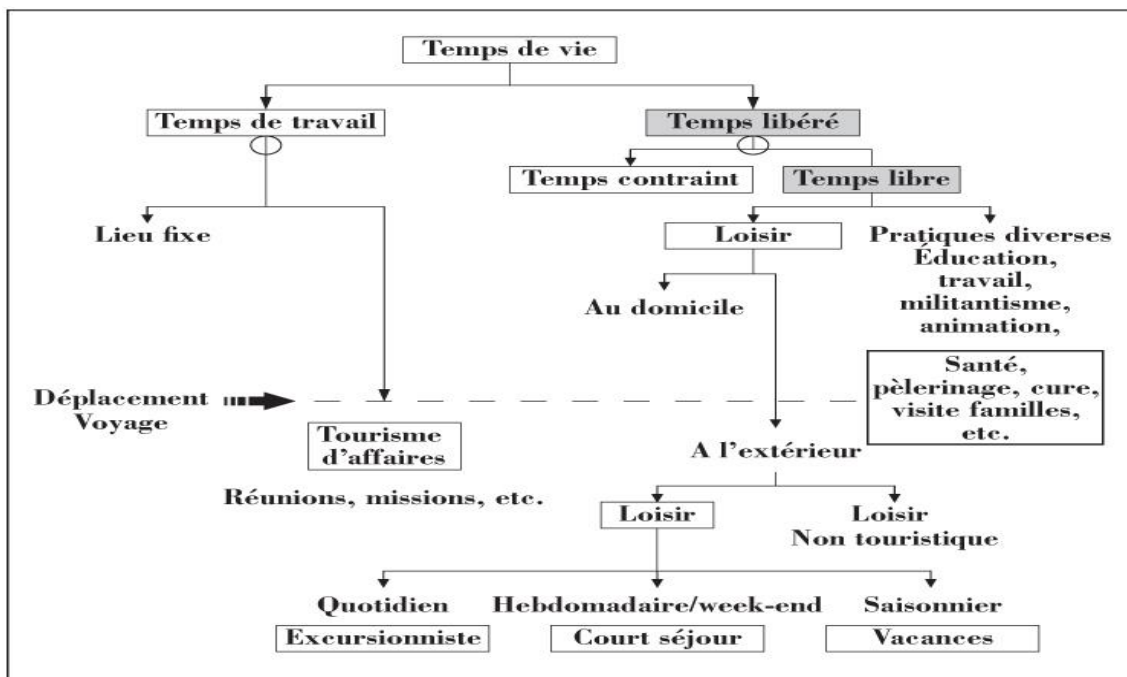 Temps de vie
Temps de travail
Temps libéré
Temps contraint
Temps libre
Lieu fixe
Loisir
Pratiques diverses
Éducation,
travail,
militantisme,
animation,
Au domicile
Santé,
pèlerinage, cure,
visite familles,
etc.
Déplacement
Voyage
Tourisme
d'affaires
A l'extérieur
Réunions, missions, etc.
Loisir
Loisir
Non touristique
Quotidien
Hebdomadaire/week-end
Saisonnier
Excursionniste
Court séjour
Vacances